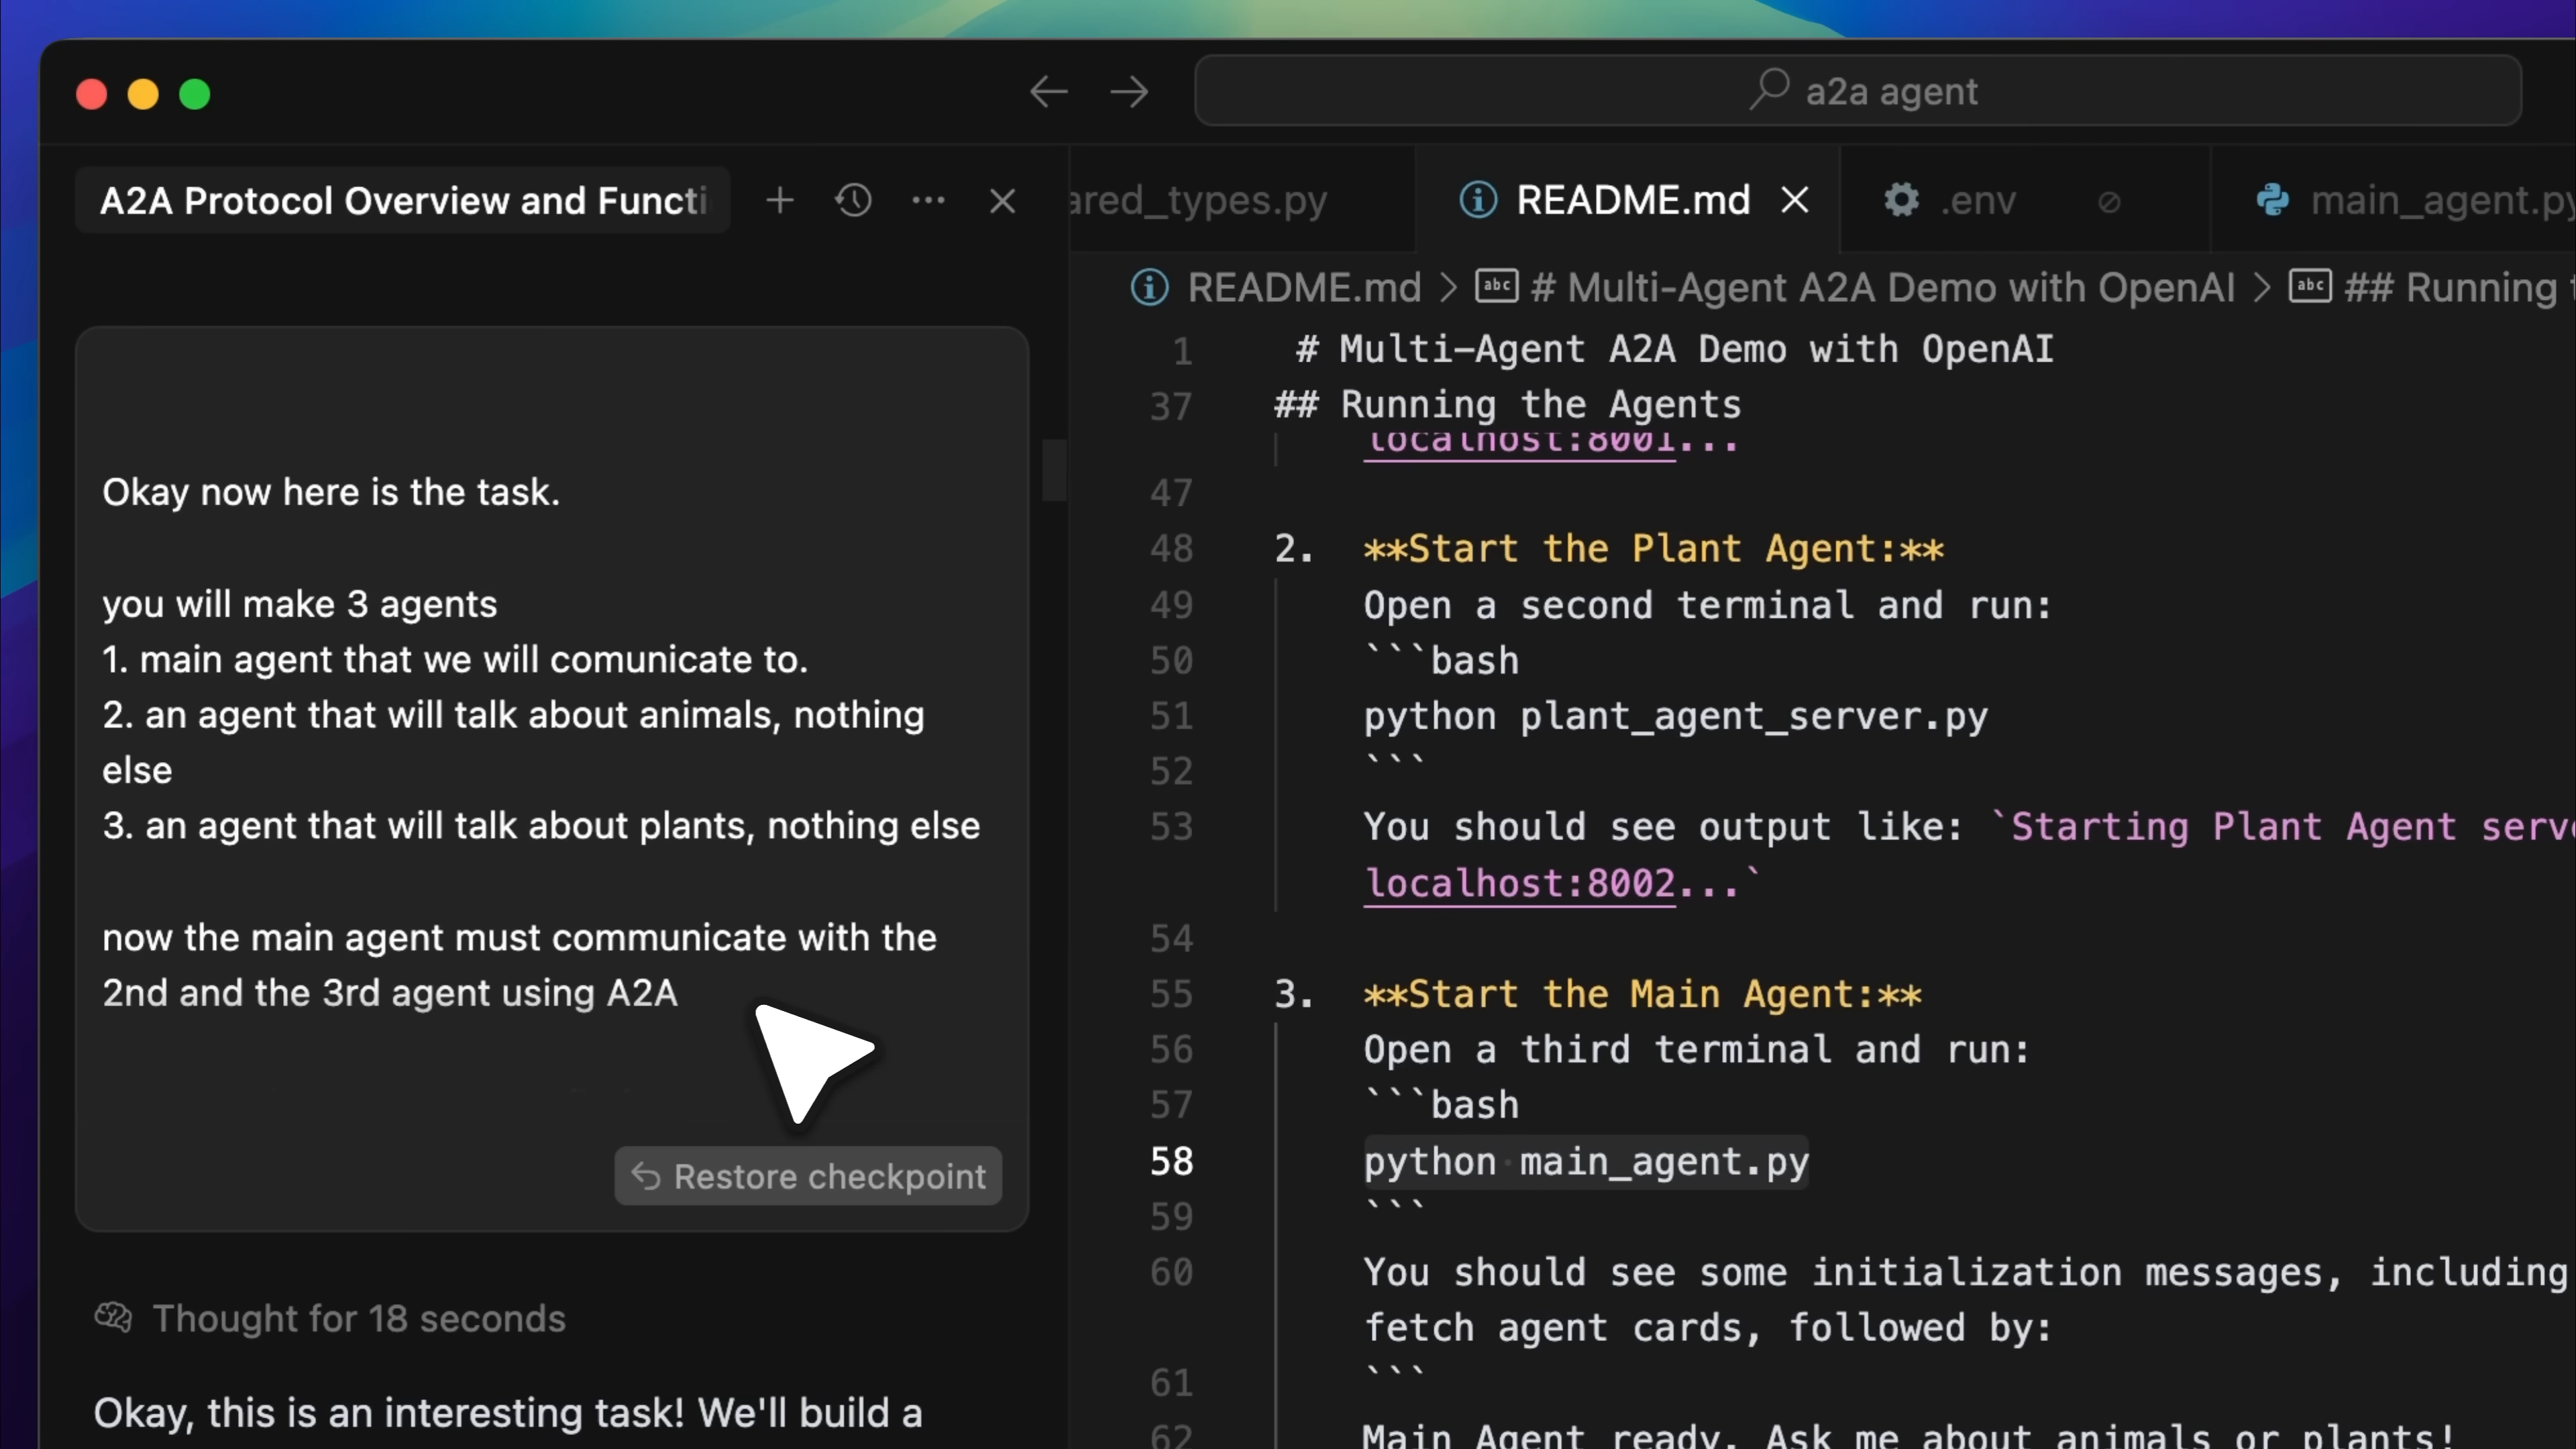 a2a agent
A2A Protocol Overview and Functi
ared_types.py
README.md
.env
main_agent.py
README.md > # Multi-Agent A2A Demo with OpenAI > ## Running
Okay now here is the task.
you will make 3 agents
1. main agent that we will comunicate to.
2. an agent that will talk about animals, nothing
else
3. an agent that will talk about plants, nothing else
now the main agent must communicate with the
2nd and the 3rd agent using A2A
Restore checkpoint
Thought for 18 seconds
Okay, this is an interesting task! We'll build a
1 # Multi-Agent A2A Demo with OpenAI
37 ## Running the Agents
localhost:8001...
47
48 2. **Start the Plant Agent:**
49 Open a second terminal and run:
50 ```bash
51 python plant_agent_server.py
52 ```
53 You should see output like: `Starting Plant Agent serve
localhost:8002...`
54
55 3. **Start the Main Agent:**
56 Open a third terminal and run:
57 ```bash
58 python main_agent.py
59 ```
60 You should see some initialization messages, including
fetch agent cards, followed by:
61 ```
62 Main Agent ready. Ask me about animals or plants!